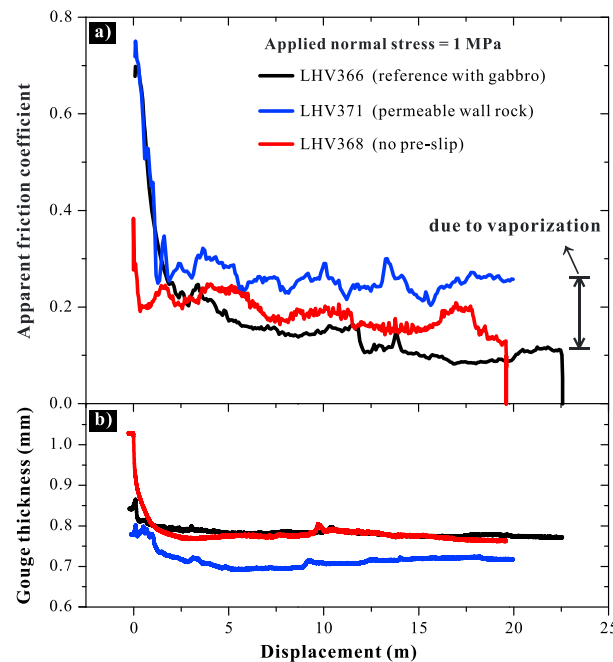 a)
Applied normal stress = 1 MPa
LHV366 (reference with gabbro)
LHV371 (permeable wall rock)
LHV368 (no pre-slip)
due to vaporization
Apparent friction coefficient
0.8
0.6
0.4
0.2
0.0
b)
Gouge thickness (mm)
1.0
0.9
0.8
0.7
0.6
0
5
10
15
20
25
Displacement (m)